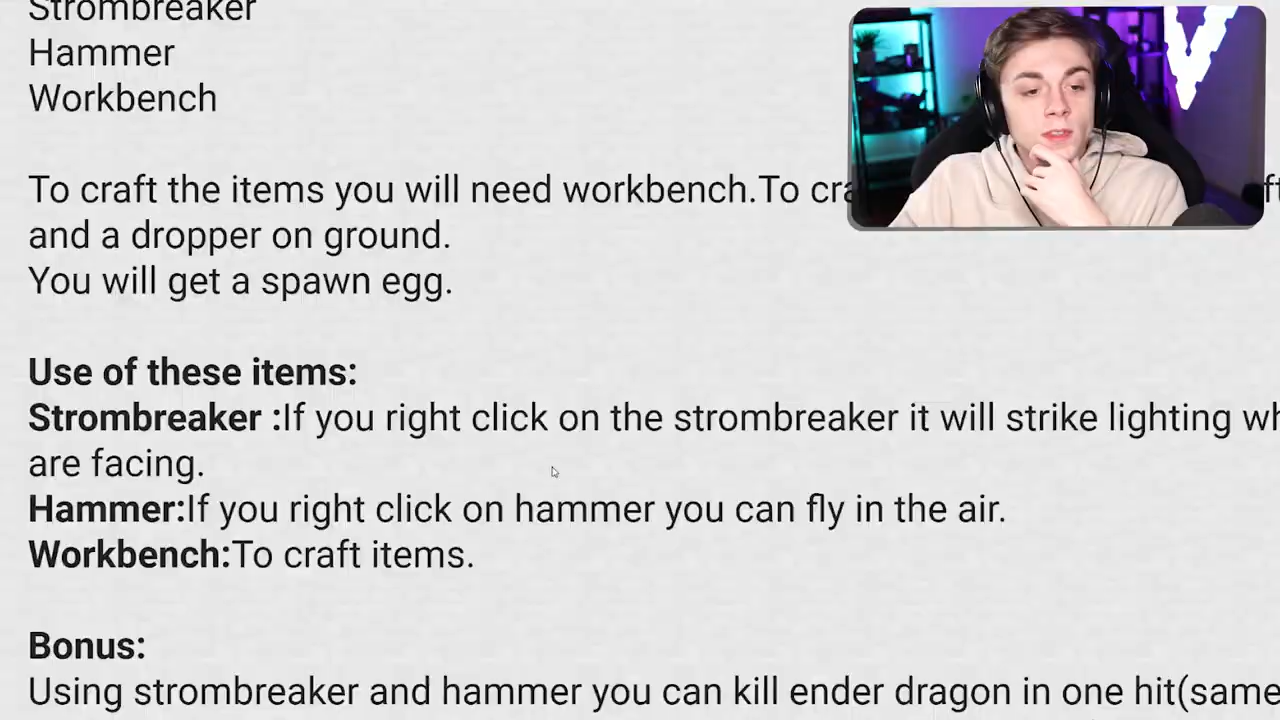 Strombreaker
Hammer
Workbench
To craft the items you will need workbench.To
and a dropper on ground.
You will get a spawn egg.
Use of these items:
Strombreaker :If you right click on the strombreaker it will strike lighting
are facing.
Hammer:If you right click on hammer you can fly in the air.
Workbench:To craft items.
Bonus:
Using strombreaker and hammer you can kill ender dragon in one hit(same